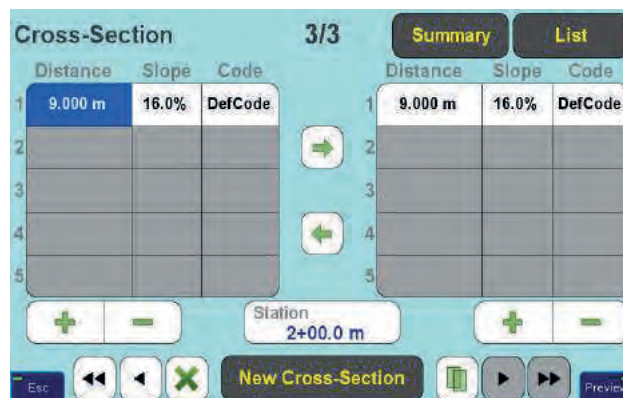 Cross-Section 3/3 Summary List
Distance Slope Code Distance Slope Code
1 9.000 m 16.0% DefCode 1 9.000 m 16.0% DefCode
2 2
3 3
4 4
5 5
Station
2+00.0 m
Esc New Cross-Section Preview